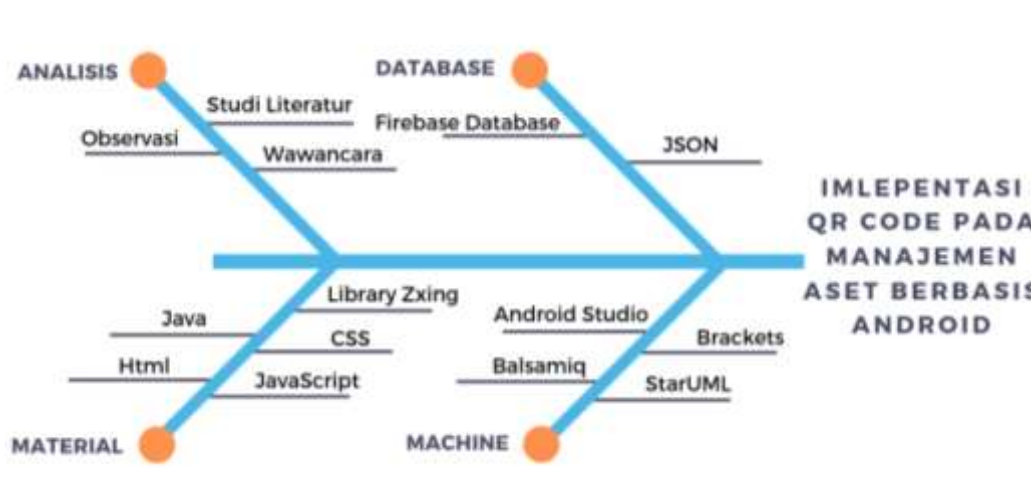 ANALISIS
Studi Literatur
Observasi
Wawancara
DATABASE
Firebase Database
JSON
IMLEPENTASI
QR CODE PADA
MANAJEMEN
ASET BERBASIS
ANDROID
Library Zxing
Java
CSS
Html
JavaScript
MATERIAL
Android Studio
Brackets
Balsamiq
StarUML
MACHINE